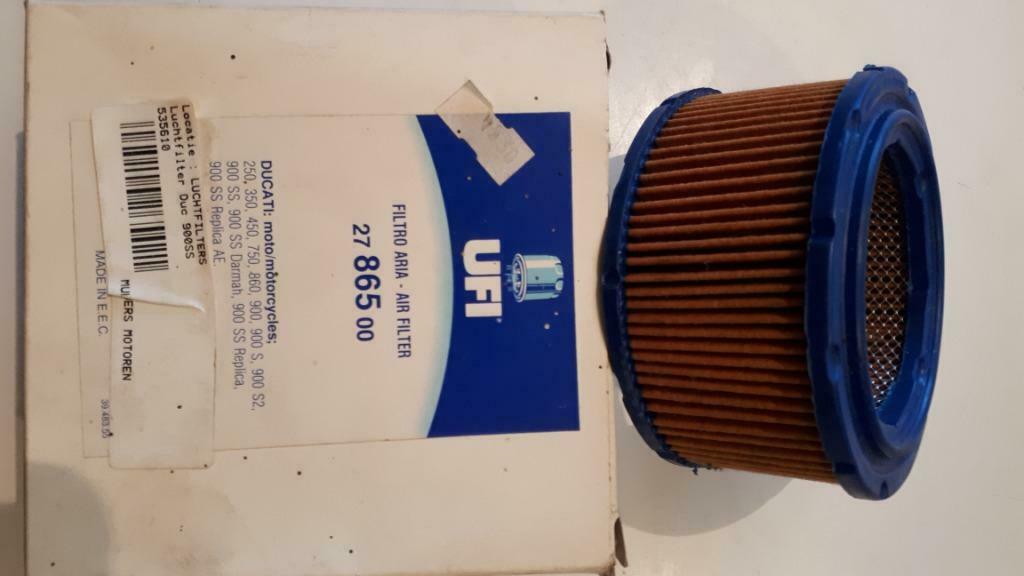 UFI
FILTRO ARIA - AIR FILTER
27 865 00
DUCATI: moto/motorcycles;
250, 350, 450, 750, 860, 900, 900 S, 900 S2,
900 SS, 900 SS Darmah, 900 SS Replica,
900 SS Replica AE.
Locatie : LUCHTFILTERS
Luchtfilter Duc 900SS
535610
MULDERS MOTOREN
MADE IN E.E.C.